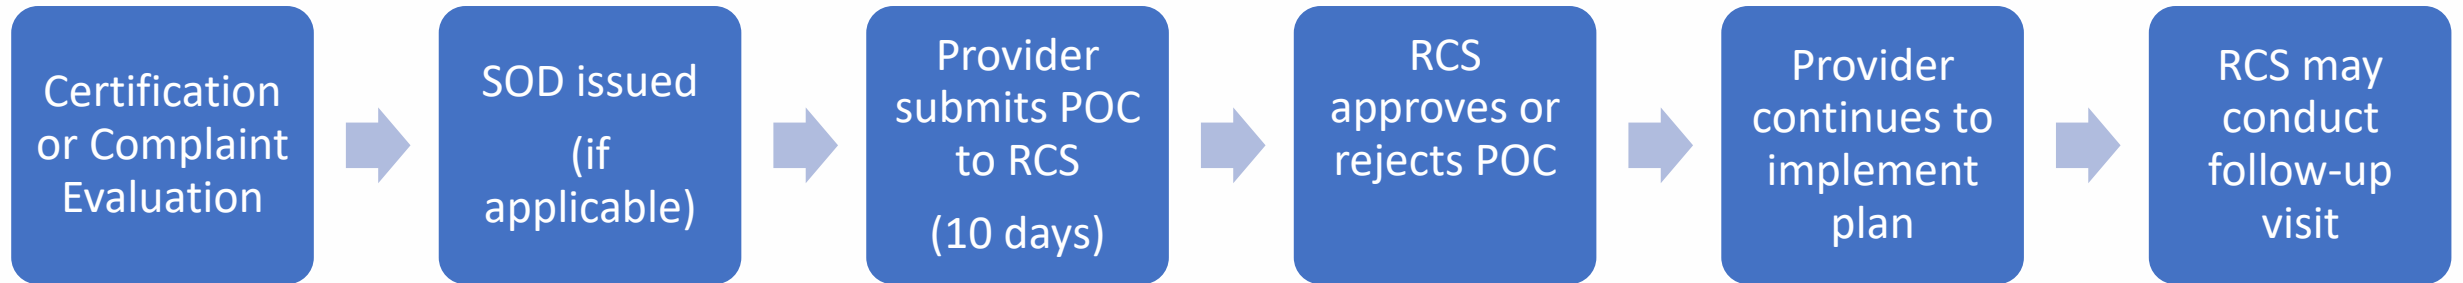 Certification
or Complaint
Evaluation
SOD issued
(if
applicable)
Provider
submits POC
to RCS
(10 days)
RCS
approves or
rejects POC
Provider
continues to
implement
plan
RCS may
conduct
follow-up
visit